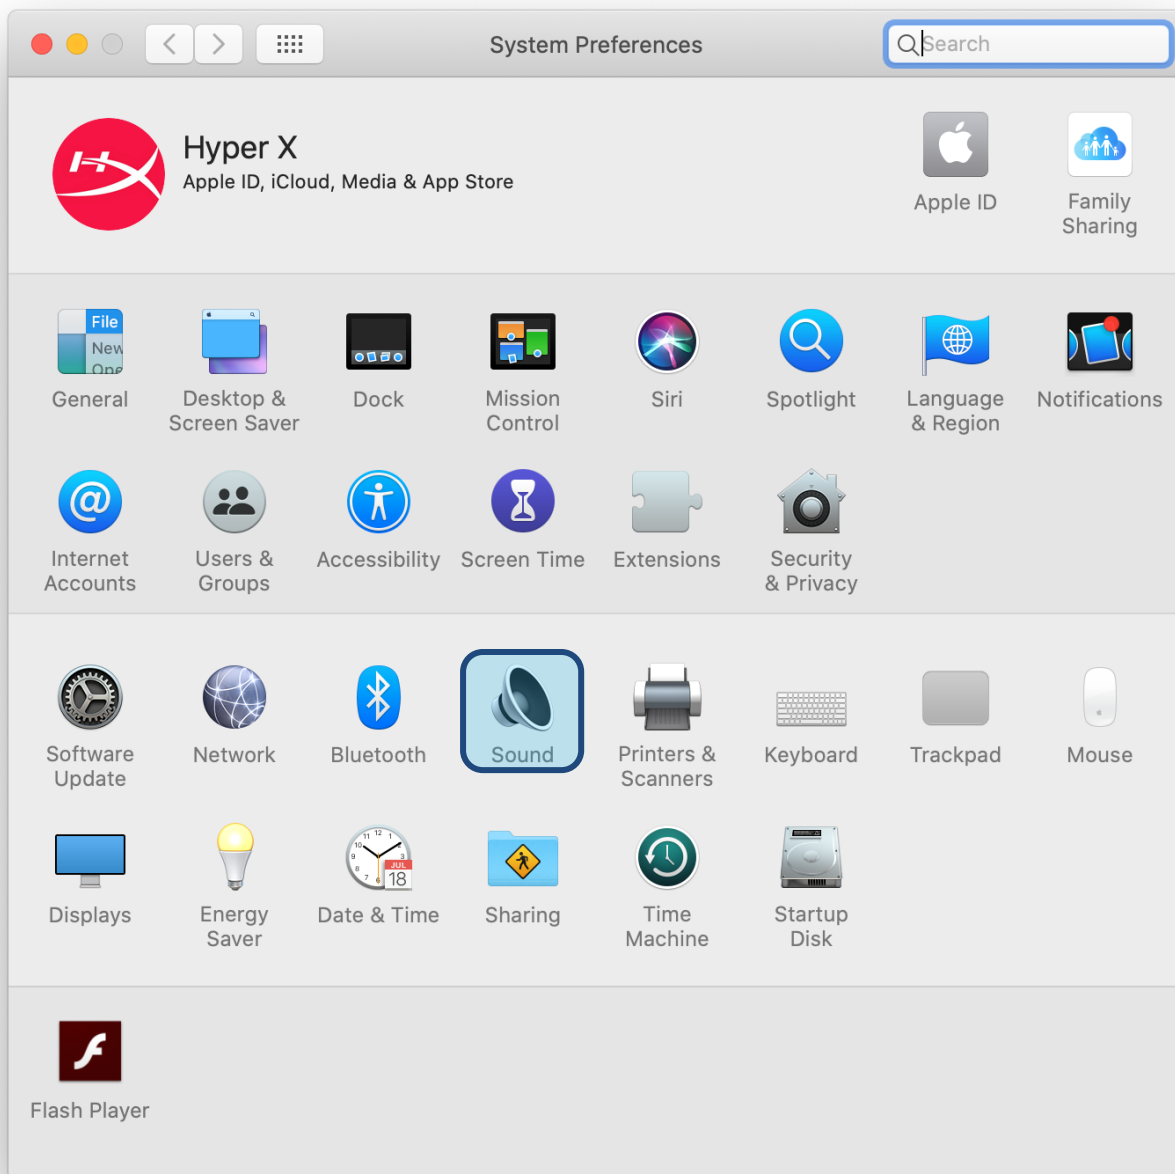 System Preferences
Search
Hyper X
Apple ID, iCloud, Media & App Store
Apple ID
Family
Sharing
File
New
Ope
General
Desktop &
Screen Saver
Dock
Mission
Control
Siri
Spotlight
Language
& Region
Notifications
Internet
Accounts
Users &
Groups
Accessibility
Screen Time
Extensions
Security
& Privacy
Software
Update
Network
Bluetooth
Sound
Printers &
Scanners
Keyboard
Trackpad
Mouse
Displays
Energy
Saver
JUL
18
Date & Time
Sharing
Time
Machine
Startup
Disk
Flash Player